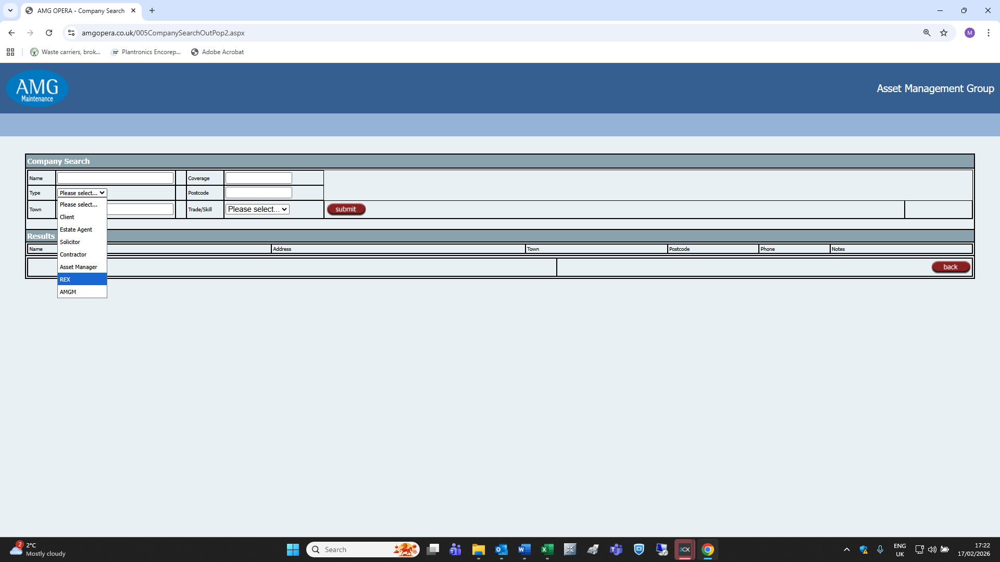 AMG OPERA - Company Search
amgopera.co.uk/005CompanySearchOutPop2.aspx
M
Waste carriers, brok...
Plantronics Encorep...
Adobe Acrobat
AMG
Maintenance
Asset Management Group
Company Search
Name
Coverage
Type
Please select...
Postcode
Please select...
Client
Estate Agent
Solicitor
Contractor
Asset Manager
REX
AMGM
Town
Trade/Skill
Please select...
submit
Results
Name
Address
Town
Postcode
Phone
Notes
back
2
2°C
Mostly cloudy
Search
3CX
ENG
UK
17:22
17/02/2026